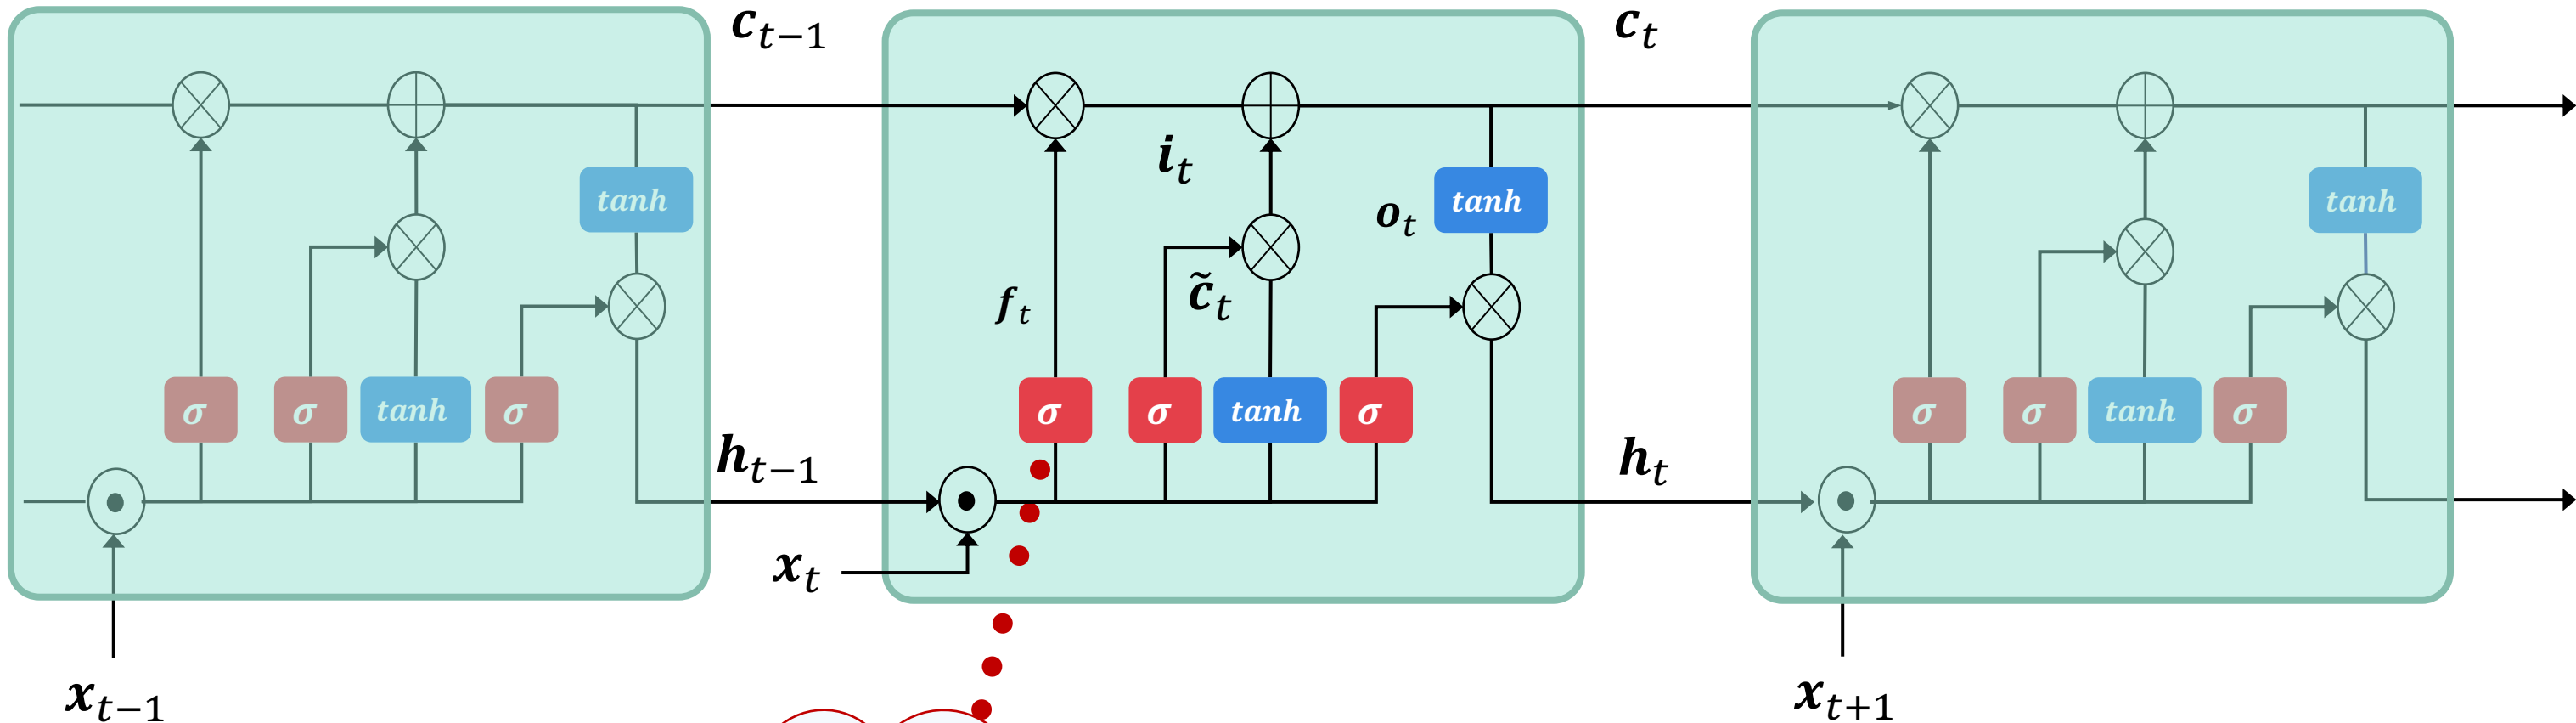 c_{t-1}
c_t
i_t
tanh
o_t
tanh
tanh
c̃_t
f_t
σ
σ
tanh
σ
σ
σ
tanh
σ
σ
σ
tanh
σ
h_{t-1}
h_t
x_t
x_{t-1}
x_{t+1}